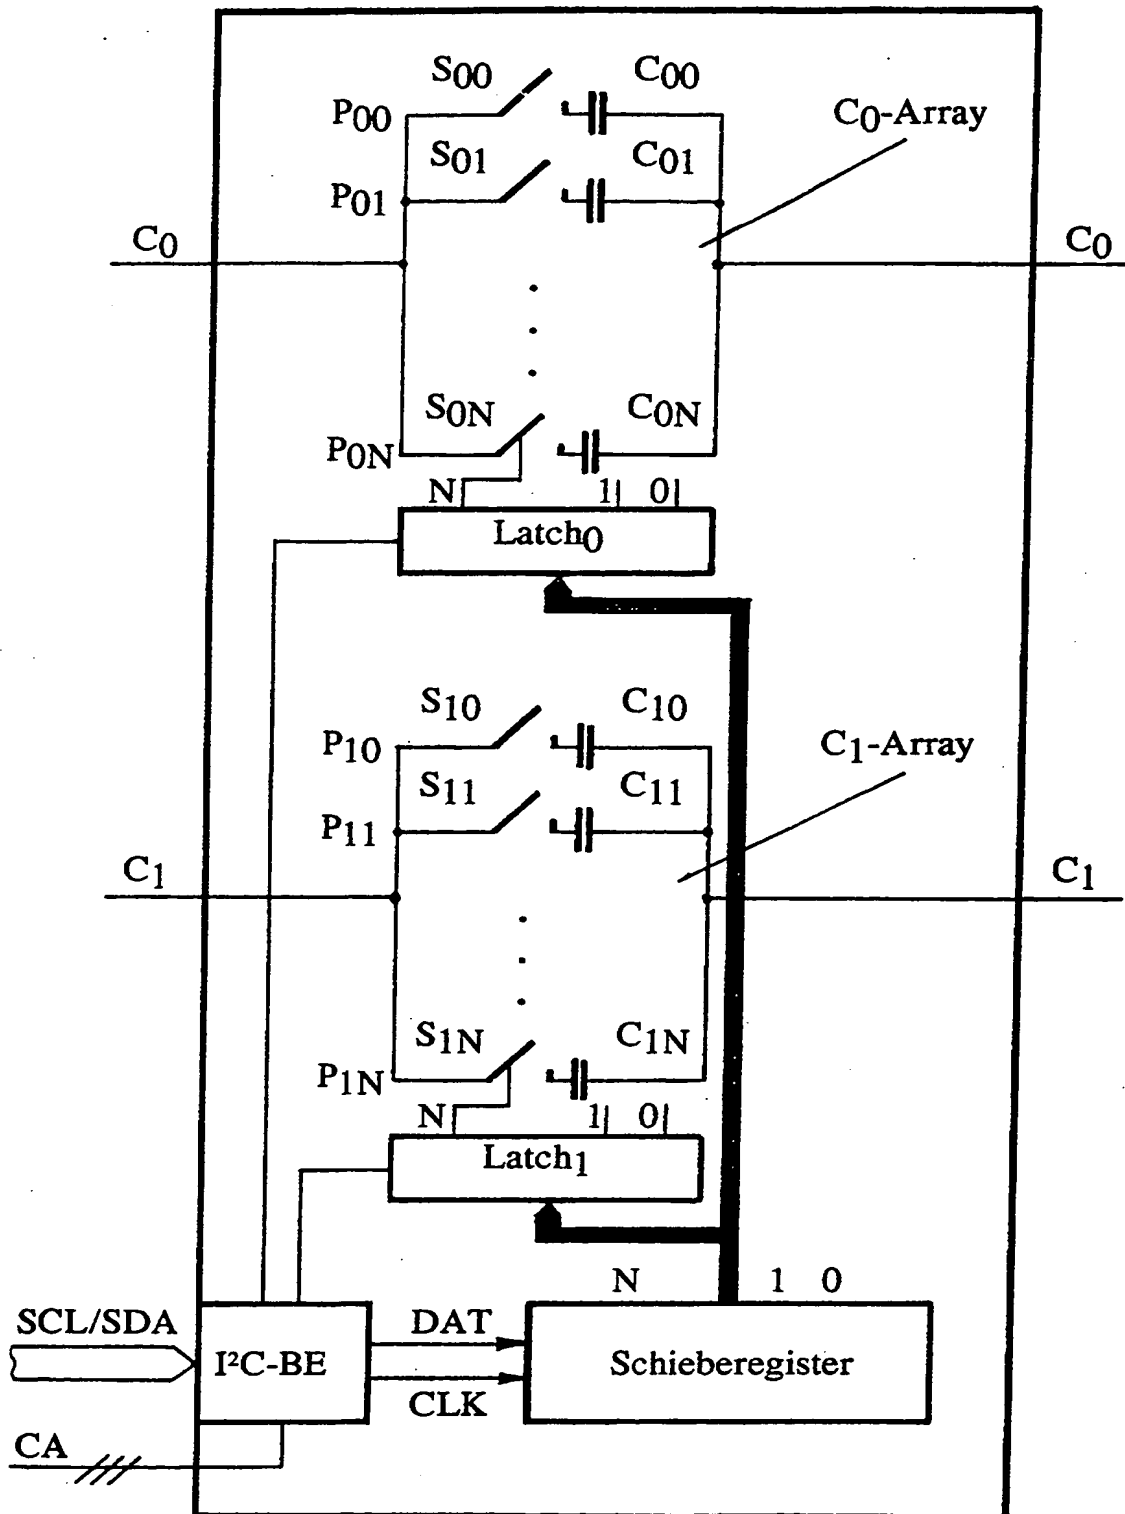 S00 C00
P00 C0-Array
S01 C01
P01
C0 C0
S0N C0N
P0N
N 1 0
Latch0
S10 C10
P10 C1-Array
S11 C11
P11
C1 C1
S1N C1N
P1N
N 1 0
Latch1
N 1 0
SCL/SDA DAT
I²C-BE Schieberegister
CLK
CA